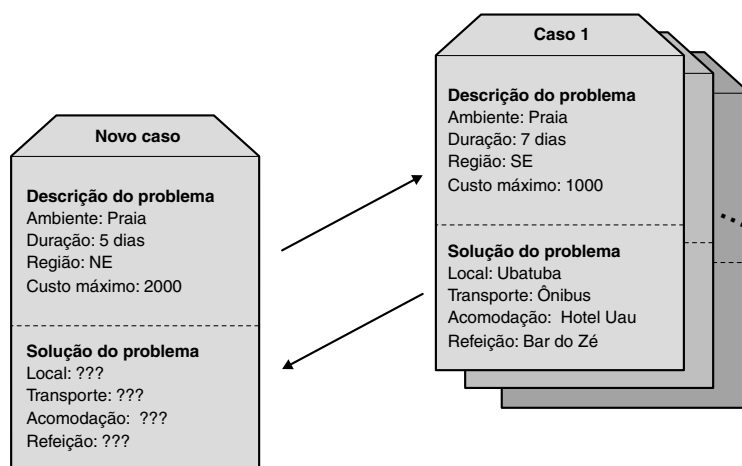 Caso 1
Descrição do problema
Ambiente: Praia
Duração: 7 dias
Região: SE
Custo máximo: 1000
Solução do problema
Local: Ubatuba
Transporte: Ônibus
Acomodação:  Hotel Uau
Refeição: Bar do Zé
Novo caso
Descrição do problema
Ambiente: Praia
Duração: 5 dias
Região: NE
Custo máximo: 2000
Solução do problema
Local: ???
Transporte: ???
Acomodação:  ???
Refeição: ???